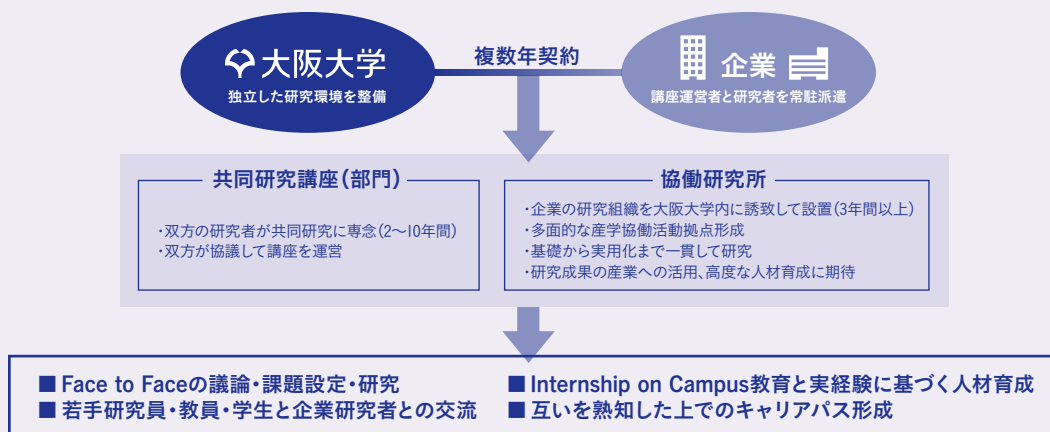 大阪大学
独立した研究環境を整備
複数年契約
企業
講座運営者と研究者を常駐派遣
共同研究講座(部門)
・双方の研究者が共同研究に専念(2〜10年間)
・双方が協議して講座を運営
協働研究所
・企業の研究組織を大阪大学内に誘致して設置(3年間以上)
・多面的な産学協働活動拠点形成
・基礎から実用化まで一貫して研究
・研究成果の産業への活用、高度な人材育成に期待
■ Face to Faceの議論・課題設定・研究
■ 若手研究員・教員・学生と企業研究者との交流
■ Internship on Campus教育と実経験に基づく人材育成
■ 互いを熟知した上でのキャリアパス形成